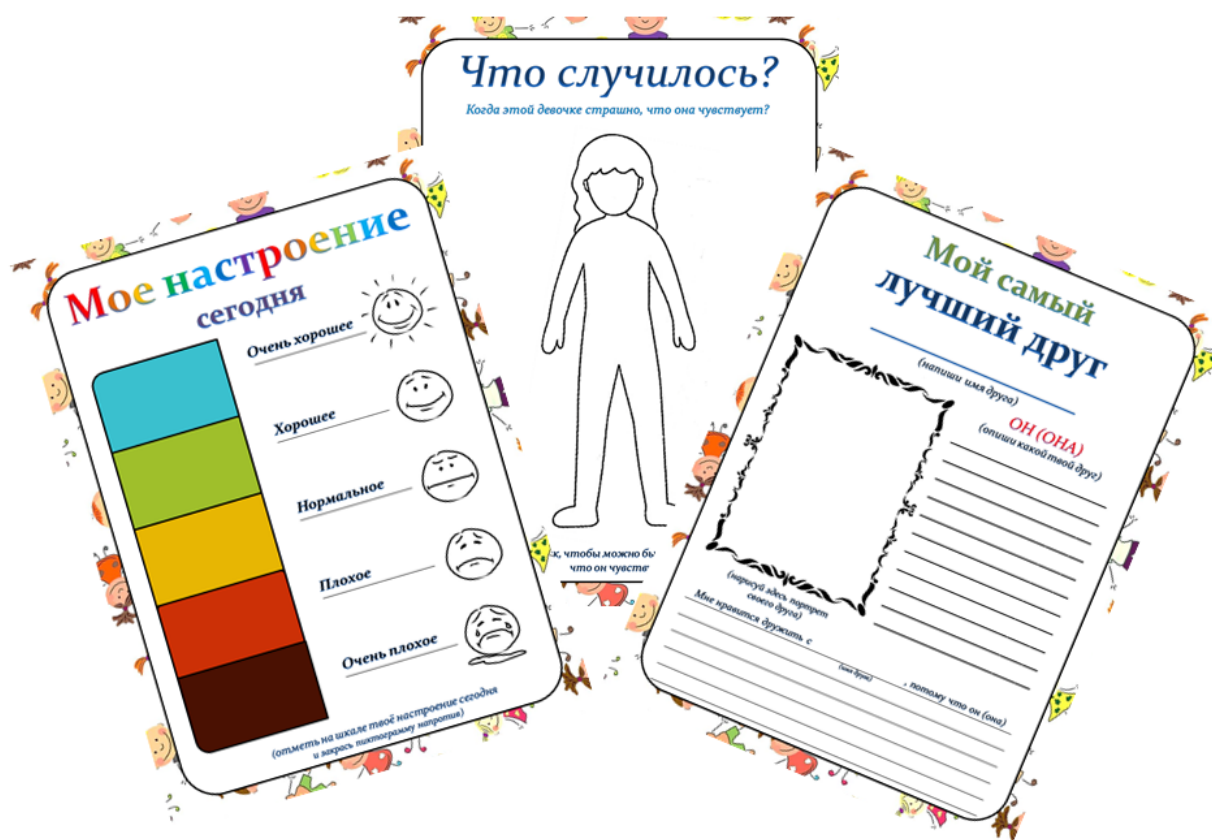 Что случилось?
Когда этой девочке страшно, что она чувствует?
чтобы можно
что он
Мое настроение
сегодня
Очень хорошее
Хорошее
Нормальное
Плохое
Очень плохое
(отметь на шкале твоё настроение сегодня
и закрась пиктограмму напротив)
Мой самый
лучший друг
(напиши имя друга)
ОН (ОНА)
(опиши какой твой друг)
(нарисуй здесь портрет
своего друга)
Мне нравится дружить с
(имя друга)
, потому что он (она)